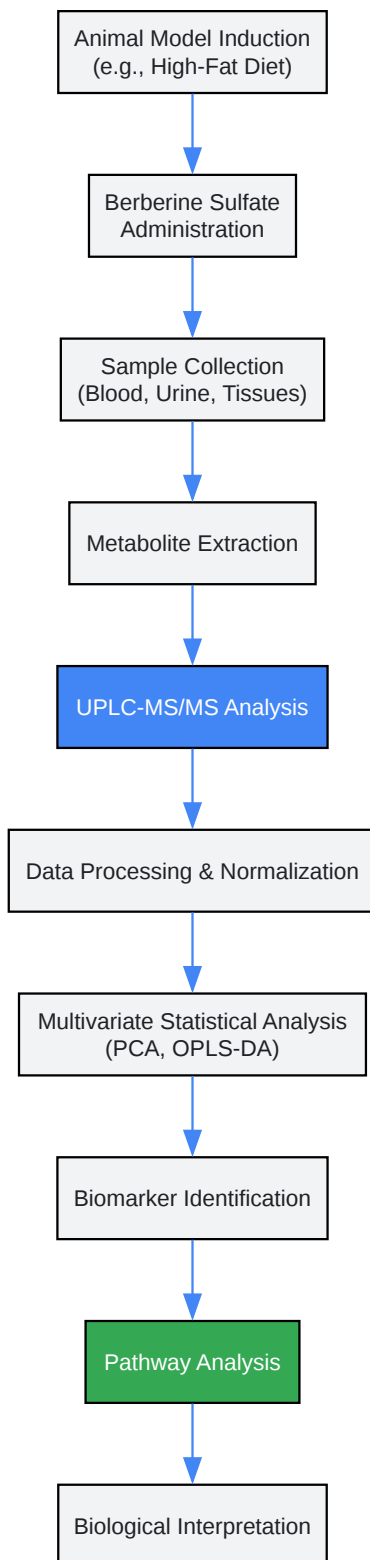 Animal Model Induction
(e.g., High-Fat Diet)
Berberine Sulfate
Administration
Sample Collection
(Blood, Urine, Tissues)
Metabolite Extraction
UPLC-MS/MS Analysis
Data Processing & Normalization
Multivariate Statistical Analysis
(PCA, OPLS-DA)
Biomarker Identification
Pathway Analysis
Biological Interpretation